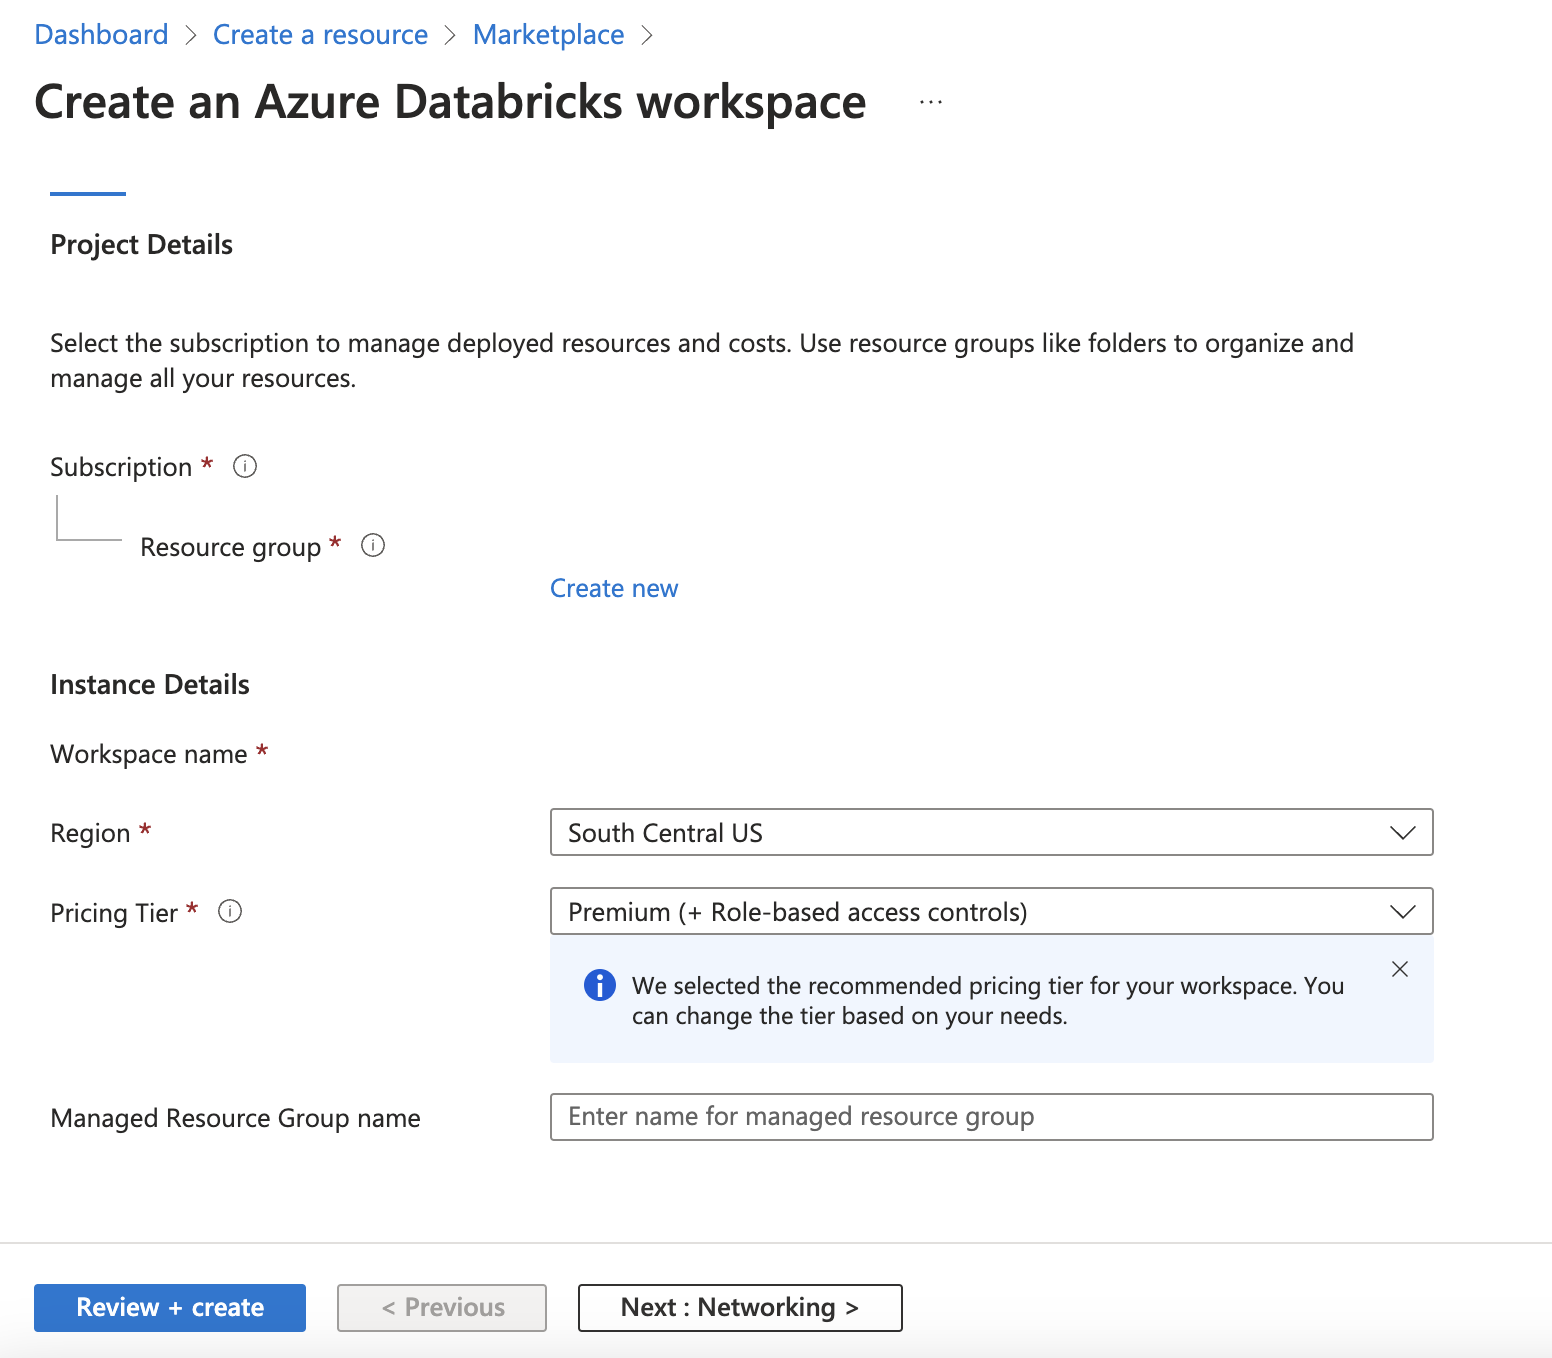 Dashboard > Create a resource > Marketplace >
Create an Azure Databricks workspace ...
Project Details
Select the subscription to manage deployed resources and costs. Use resource groups like folders to organize and
manage all your resources.
Subscription *
Resource group *
Create new
Instance Details
Workspace name *
Region *
South Central US
Pricing Tier *
Premium (+ Role-based access controls)
We selected the recommended pricing tier for your workspace. You
can change the tier based on your needs.
Managed Resource Group name
Enter name for managed resource group
Review + create
< Previous
Next : Networking >